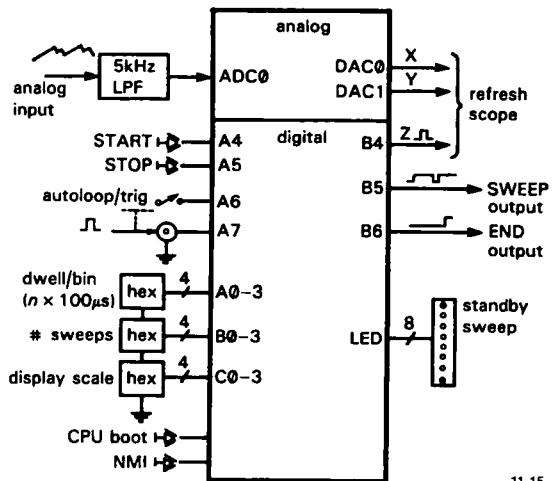 analog
5kHz
LPF
analog
input
ADC0
DAC0
X
DAC1
Y
refresh
scope
START
A4
STOP
A5
digital
B4
Z
autoloop/trig
A6
A7
B5
SWEEP
output
B6
END
output
dwell/bin
(n × 100μs)
hex
4
A0-3
# sweeps
hex
4
B0-3
display scale
hex
4
C0-3
LED
8
standby
sweep
CPU boot
NMI
11.15